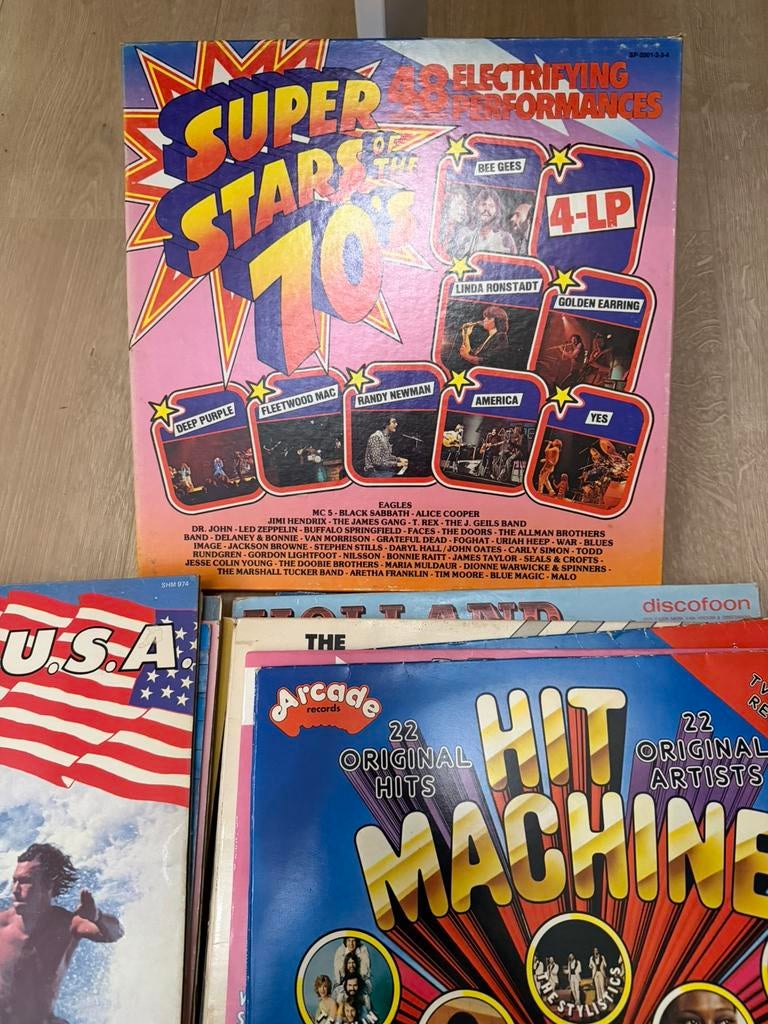 SP-2001-2-3-4
48 ELECTRIFYING
PERFORMANCES
SUPER
STARS OF
THE
70's
BEE GEES
4-LP
LINDA RONSTADT
GOLDEN EARRING
DEEP PURPLE
FLEETWOOD MAC
RANDY NEWMAN
AMERICA
YES
EAGLES
MC 5 - BLACK SABBATH - ALICE COOPER
JIMI HENDRIX - THE JAMES GANG - T. REX - THE J. GEILS BAND
DR. JOHN - LED ZEPPELIN - BUFFALO SPRINGFIELD - FACES - THE DOORS - THE ALLMAN BROTHERS
BAND - DELANEY & BONNIE - VAN MORRISON - GRATEFUL DEAD - FOGHAT - URIAH HEEP - WAR - BLUES
IMAGE - JACKSON BROWNE - STEPHEN STILLS - DARYL HALL / JOHN OATES - CARLY SIMON - TODD
RUNDGREN - GORDON LIGHTFOOT - NILSSON - BONNIE RAITT - JAMES TAYLOR - SEALS & CROFTS -
JESSE COLIN YOUNG - THE DOOBIE BROTHERS - MARIA MULDAUR - DIONNE WARWICKE & SPINNERS -
THE MARSHALL TUCKER BAND - ARETHA FRANKLIN - TIM MOORE - BLUE MAGIC - MALO
SHM 974
U.S.A.
HOLLAND
discofoon
THE
Arcade
records
22
ORIGINAL
HITS
HIT
MACHINE
22
ORIGINAL
ARTISTS
TV
RE
THE STYLISTICS